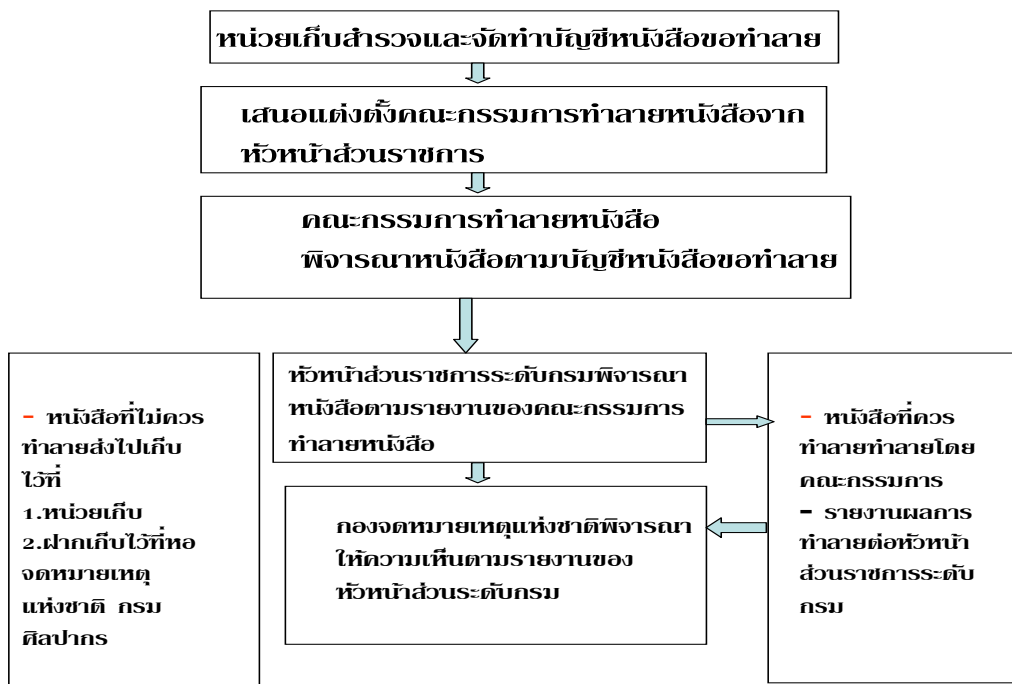 หน่วยเก็บสำรวจและจัดทำบัญชีหนังสือขอทำลาย
เสนอแต่งตั้งคณะกรรมการทำลายหนังสือจาก
หัวหน้าส่วนราชการ
คณะกรรมการทำลายหนังสือ
พิจารณาหนังสือตามบัญชีหนังสือขอทำลาย
- หนังสือที่ไม่ควร
ทำลายส่งไปเก็บ
ไว้ที่
1.หน่วยเก็บ
2.ฝากเก็บไว้ที่หอ
จดหมายเหตุ
แห่งชาติ กรม
ศิลปากร
หัวหน้าส่วนราชการระดับกรมพิจารณา
หนังสือตามรายงานของคณะกรรมการ
ทำลายหนังสือ
กองจดหมายเหตุแห่งชาติพิจารณา
ให้ความเห็นตามรายงานของ
หัวหน้าส่วนระดับกรม
- หนังสือที่ควร
ทำลายทำลายโดย
คณะกรรมการ
- รายงานผลการ
ทำลายต่อหัวหน้า
ส่วนราชการระดับ
กรม